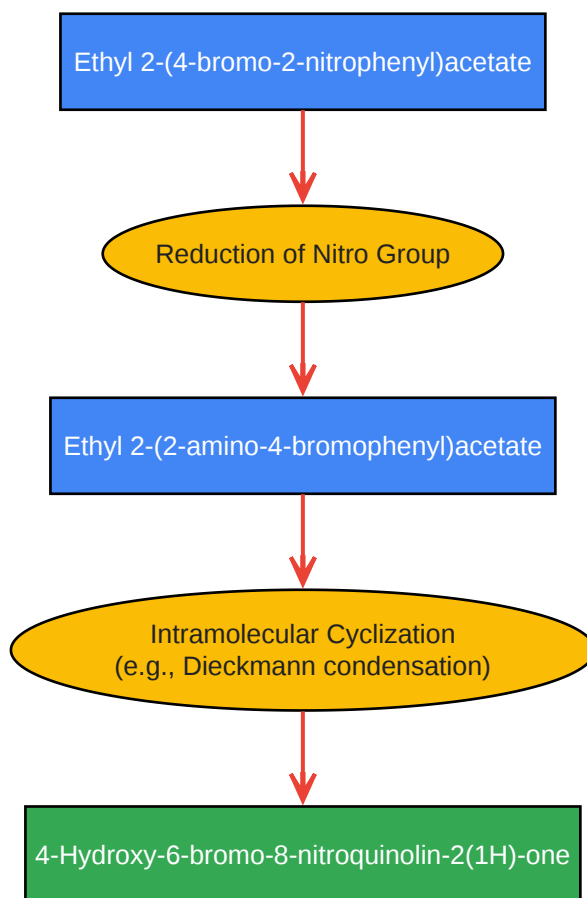 Ethyl 2-(4-bromo-2-nitrophenyl)acetate
Reduction of Nitro Group
Ethyl 2-(2-amino-4-bromophenyl)acetate
Intramolecular Cyclization
(e.g., Dieckmann condensation)
4-Hydroxy-6-bromo-8-nitroquinolin-2(1H)-one